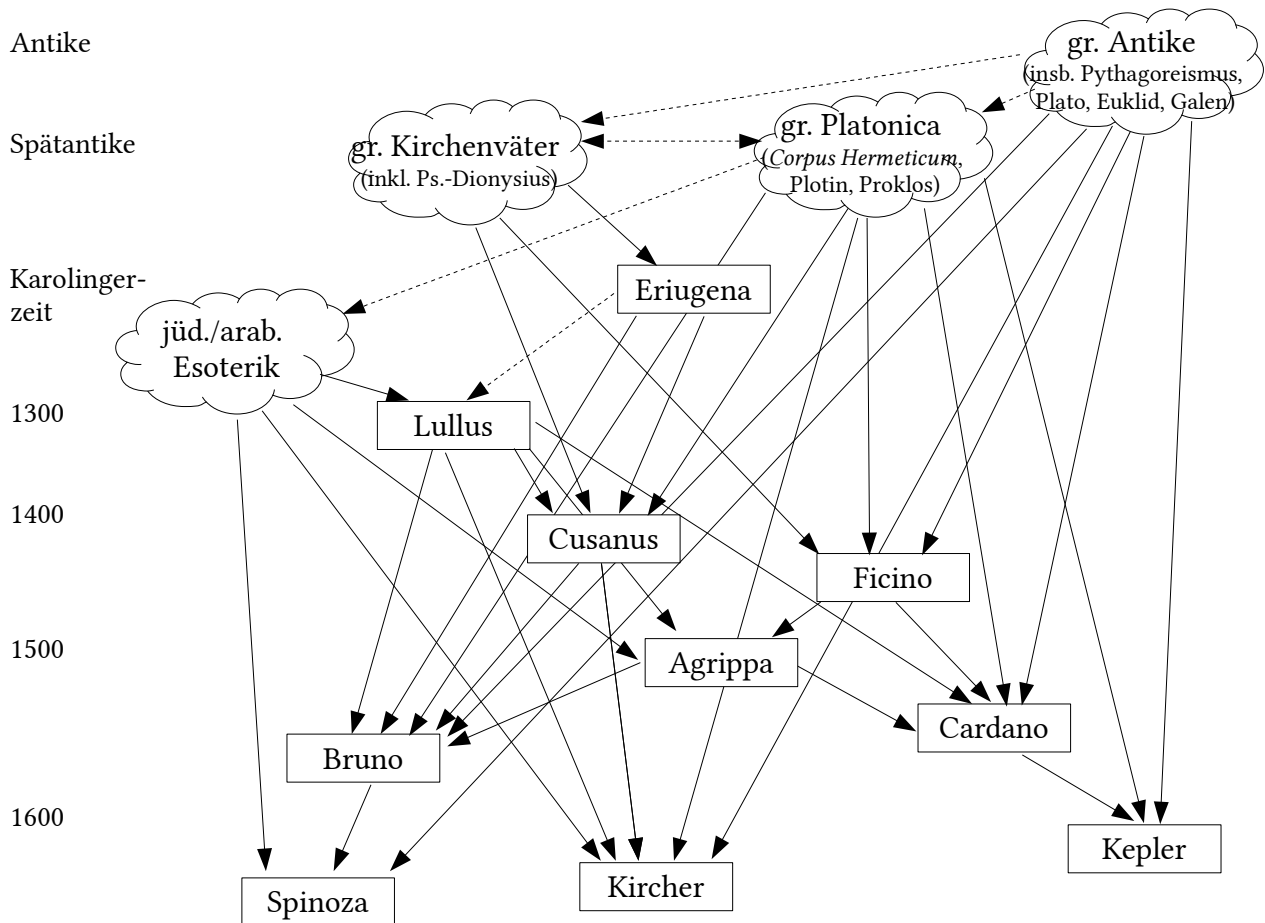 Antike
gr. Antike
(insb. Pythagoreismus,
Plato, Euklid, Galen)
Spätantike
gr. Kirchenväter
(inkl. Ps.-Dionysius)
gr. Platonica
(Corpus Hermeticum,
Plotin, Proklos)
Karolinger-
zeit
Eriugena
jüd./arab.
Esoterik
1300
Lullus
1400
Cusanus
Ficino
1500
Agrippa
Cardano
Bruno
1600
Kepler
Kircher
Spinoza